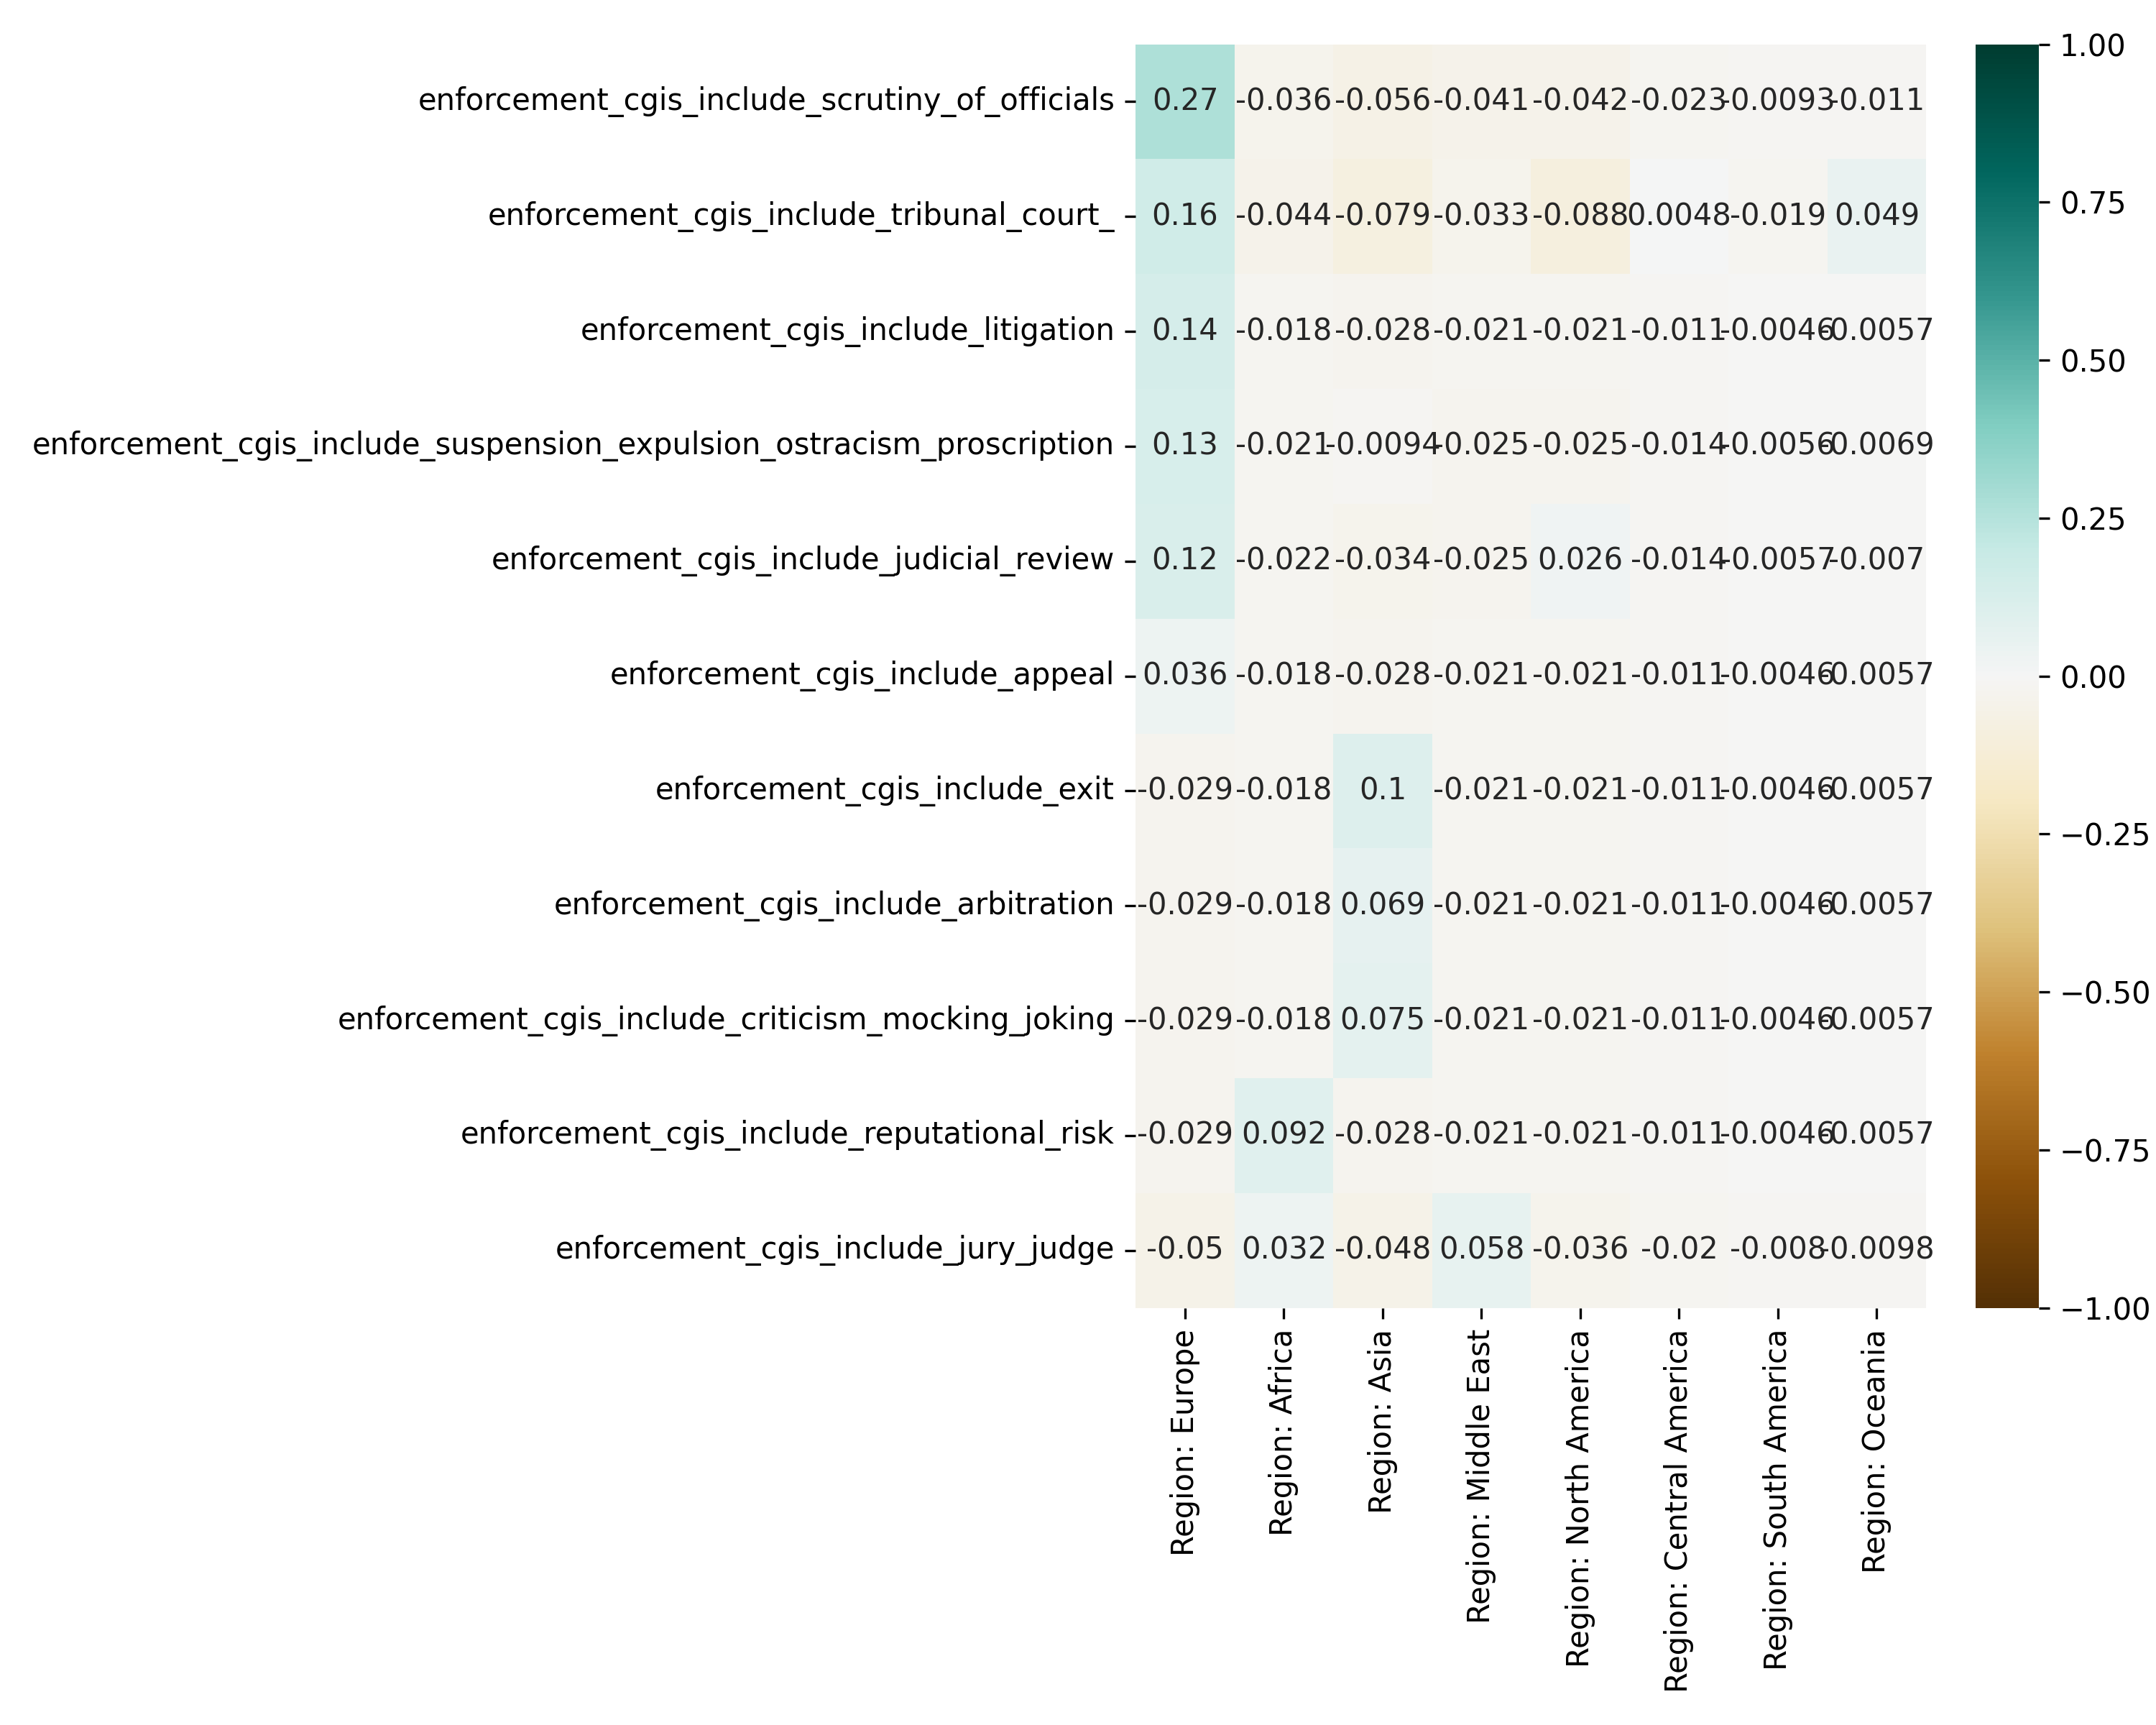 enforcement_cgis_include_scrutiny_of_officials 0.27 -0.036 -0.056 -0.041 -0.042 -0.023 -0.0093 -0.011
enforcement_cgis_include_tribunal_court_ 0.16 -0.044 -0.079 -0.033 -0.088 0.0048 -0.019 0.049
enforcement_cgis_include_litigation 0.14 -0.018 -0.028 -0.021 -0.021 -0.011 -0.0046 -0.0057
enforcement_cgis_include_suspension_expulsion_ostracism_proscription 0.13 -0.021 -0.0094 -0.025 -0.025 -0.014 -0.0056 -0.0069
enforcement_cgis_include_judicial_review 0.12 -0.022 -0.034 -0.025 0.026 -0.014 -0.0057 -0.007
enforcement_cgis_include_appeal 0.036 -0.018 -0.028 -0.021 -0.021 -0.011 -0.0046 -0.0057
enforcement_cgis_include_exit -0.029 -0.018 0.1 -0.021 -0.021 -0.011 -0.0046 -0.0057
enforcement_cgis_include_arbitration -0.029 -0.018 0.069 -0.021 -0.021 -0.011 -0.0046 -0.0057
enforcement_cgis_include_criticism_mocking_joking -0.029 -0.018 0.075 -0.021 -0.021 -0.011 -0.0046 -0.0057
enforcement_cgis_include_reputational_risk -0.029 0.092 -0.028 -0.021 -0.021 -0.011 -0.0046 -0.0057
enforcement_cgis_include_jury_judge -0.05 0.032 -0.048 0.058 -0.036 -0.02 -0.008 -0.0098
Region: Europe
Region: Africa
Region: Asia
Region: Middle East
Region: North America
Region: Central America
Region: South America
Region: Oceania
1.00
0.75
0.50
0.25
0.00
−0.25
−0.50
−0.75
−1.00